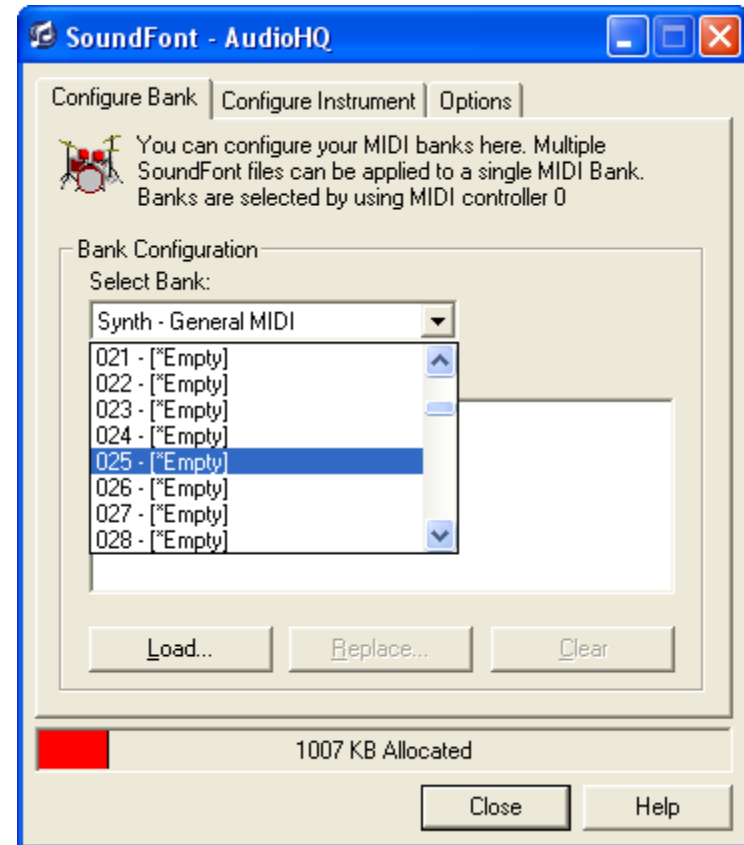 SoundFont - AudioHQ
Configure Bank Configure Instrument Options
You can configure your MIDI banks here. Multiple
SoundFont files can be applied to a single MIDI Bank.
Banks are selected by using MIDI controller 0
Bank Configuration
Select Bank:
Synth - General MIDI
021 - [*Empty]
022 - [*Empty]
023 - [*Empty]
024 - [*Empty]
025 - [*Empty]
026 - [*Empty]
027 - [*Empty]
028 - [*Empty]
Load... Replace... Clear
1007 KB Allocated
Close Help